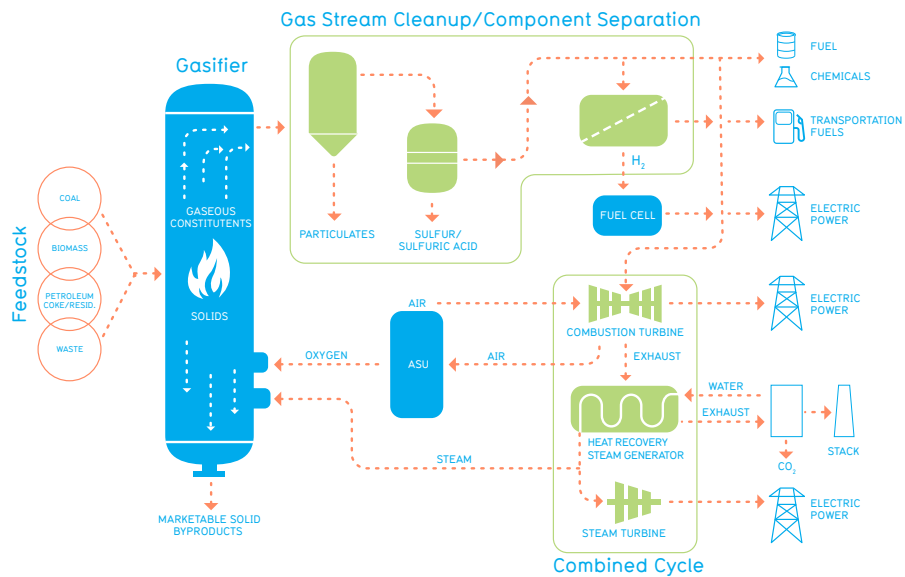 Gas Stream Cleanup/Component Separation
Gasifier
FUEL
CHEMICALS
TRANSPORTATION
FUELS
H2
GASEOUS
CONSTITUTENTS
Feedstock
COAL
BIOMASS
PETROLEUM
COKE/RESID.
WASTE
SOLIDS
PARTICULATES
SULFUR/
SULFURIC ACID
FUEL CELL
ELECTRIC
POWER
AIR
COMBUSTION TURBINE
ELECTRIC
POWER
OXYGEN
ASU
AIR
EXHAUST
WATER
EXHAUST
HEAT RECOVERY
STEAM GENERATOR
STEAM
CO2
STACK
STEAM TURBINE
ELECTRIC
POWER
MARKETABLE SOLID
BYPRODUCTS
Combined Cycle